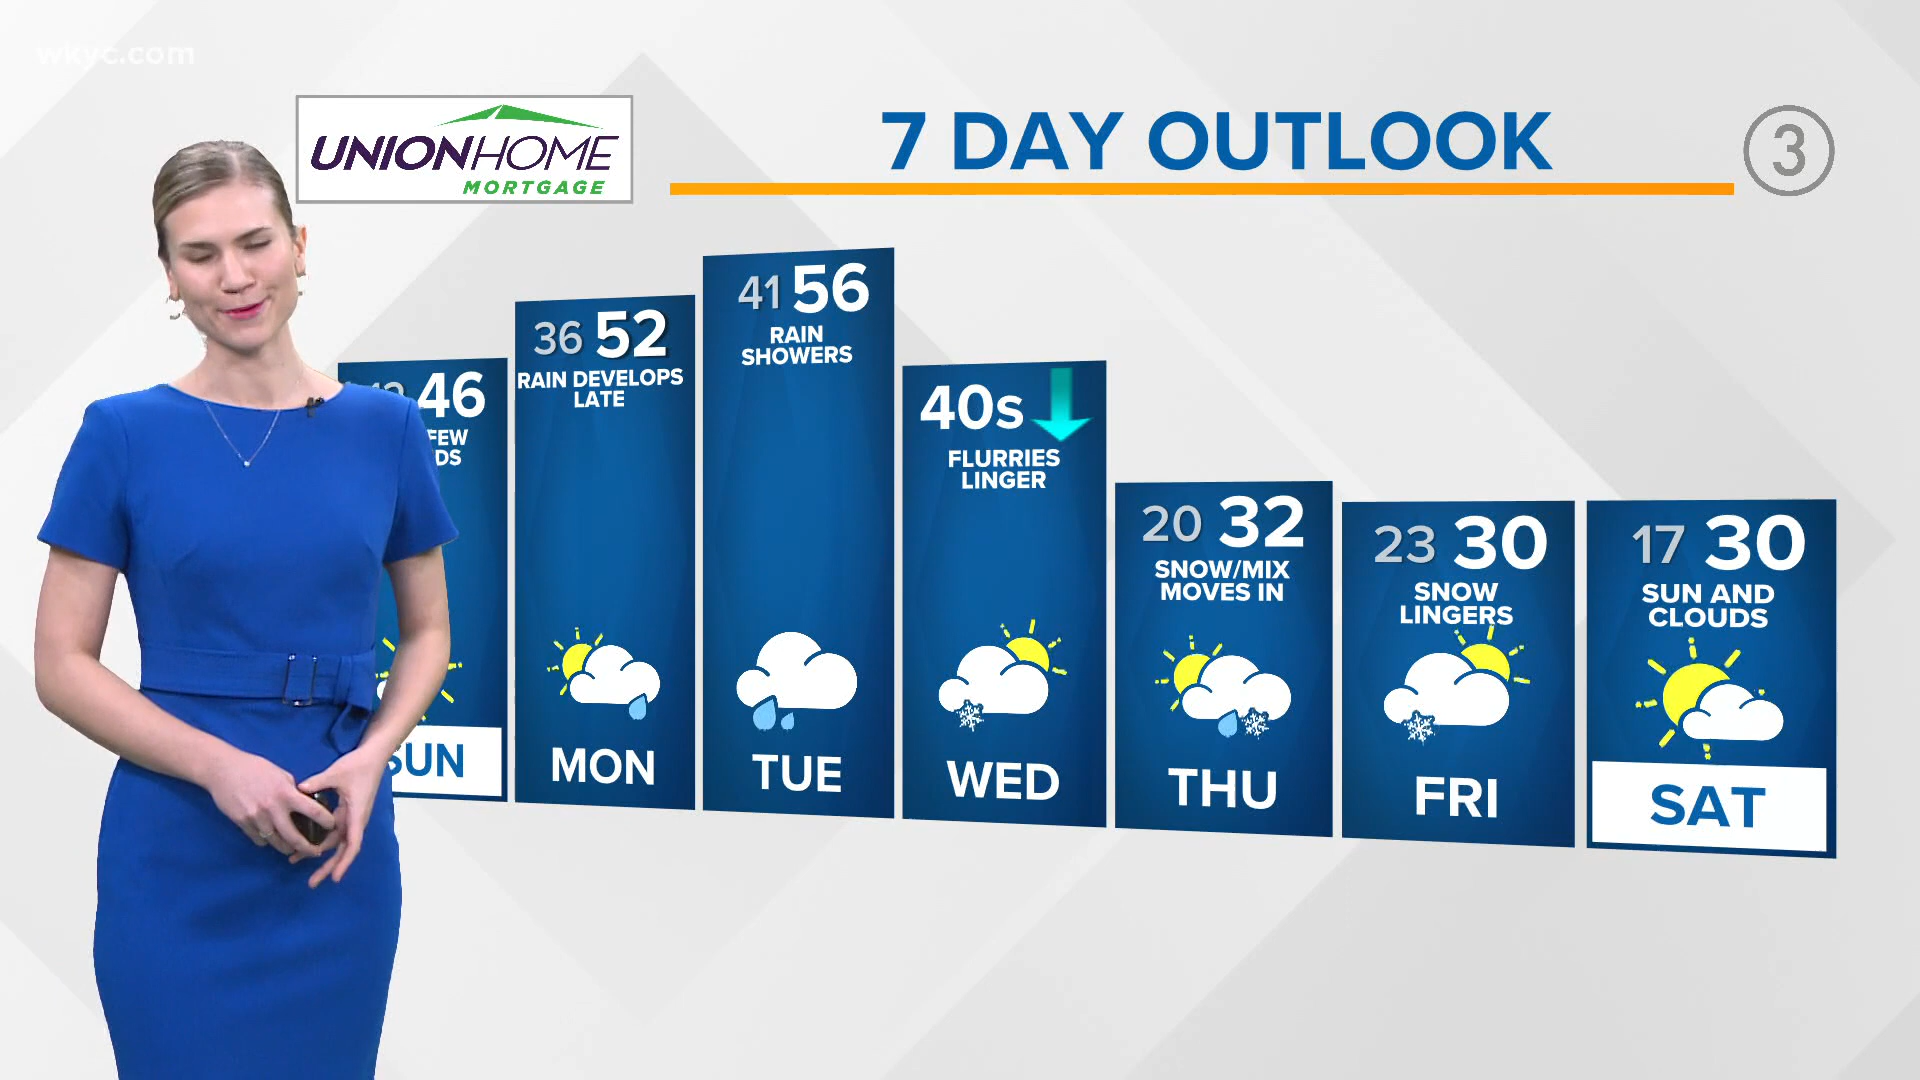 wkyc.com
UNIONHOME
MORTGAGE
7 DAY OUTLOOK
3
46
FEW
SUN
36 52
RAIN DEVELOPS
LATE
MON
41 56
RAIN
SHOWERS
TUE
40s
FLURRIES
LINGER
WED
20 32
SNOW/MIX
MOVES IN
THU
23 30
SNOW
LINGERS
FRI
17 30
SUN AND
CLOUDS
SAT